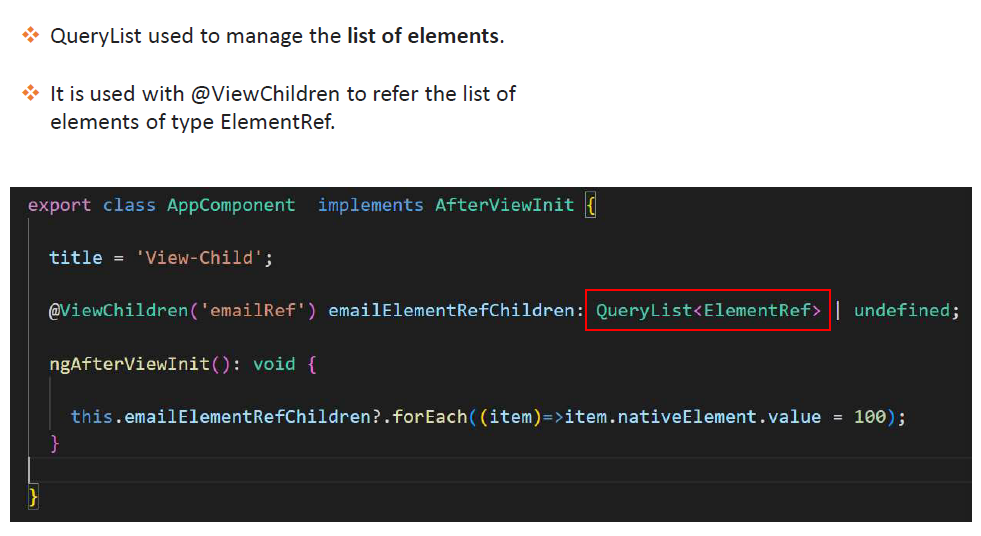 QueryList used to manage the list of elements.
It is used with @ViewChildren to refer the list of
elements of type ElementRef.
export class AppComponent  implements AfterViewInit {
title = 'View-Child';
@ViewChildren('emailRef') emailElementRefChildren: QueryList<ElementRef> | undefined;
ngAfterViewInit(): void {
this.emailElementRefChildren?.forEach((item)=>item.nativeElement.value = 100);
}
}